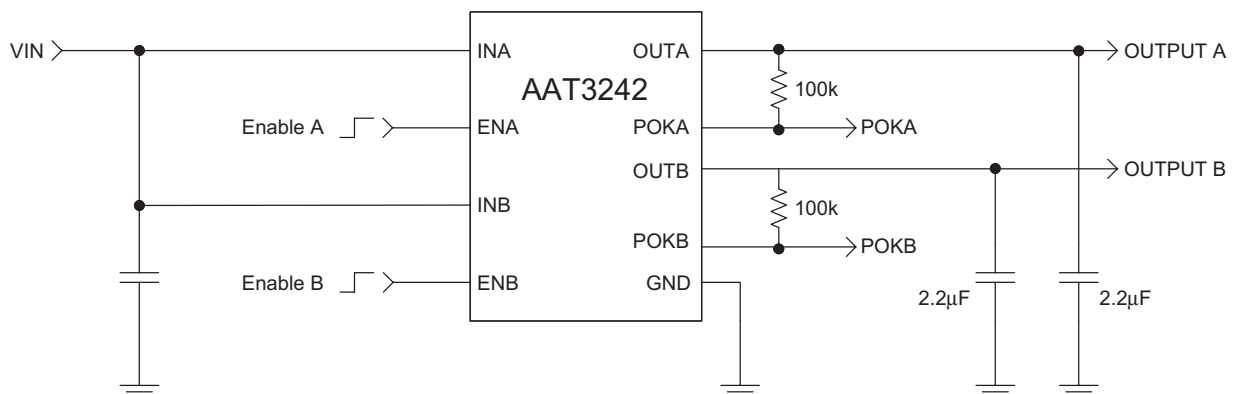 VIN
INA
OUTA
OUTPUT A
AAT3242
100k
Enable A
ENA
POKA
POKA
OUTB
OUTPUT B
INB
100k
POKB
POKB
Enable B
ENB
GND
2.2μF
2.2μF